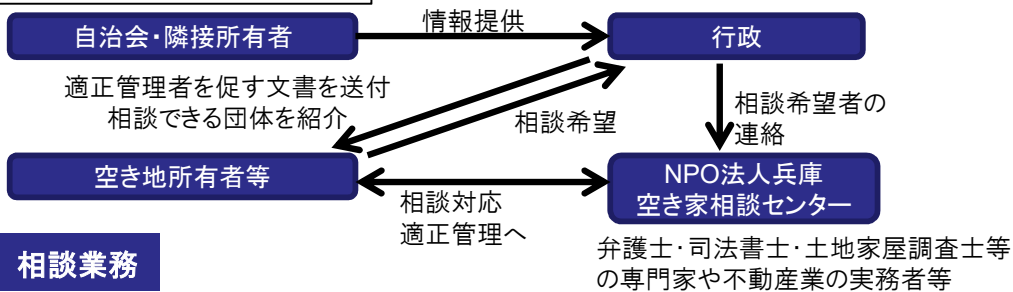 自治会・隣接所有者
情報提供
行政
適正管理者を促す文書を送付
相談できる団体を紹介
相談希望
相談希望者の
連絡
空き地所有者等
相談対応
適正管理へ
NPO法人兵庫
空き家相談センター
弁護士・司法書士・土地家屋調査士等
の専門家や不動産業の実務者等
相談業務